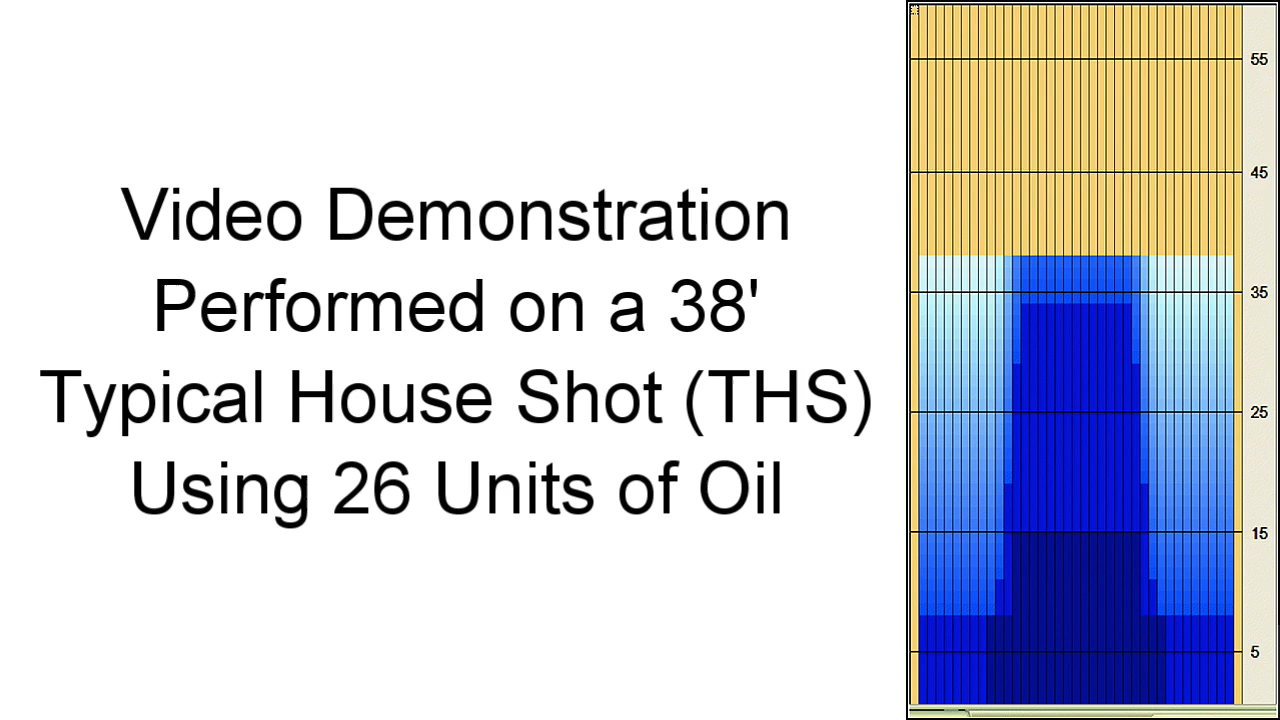 Video Demonstration
Performed on a 38'
Typical House Shot (THS)
Using 26 Units of Oil
55
45
35
25
15
5